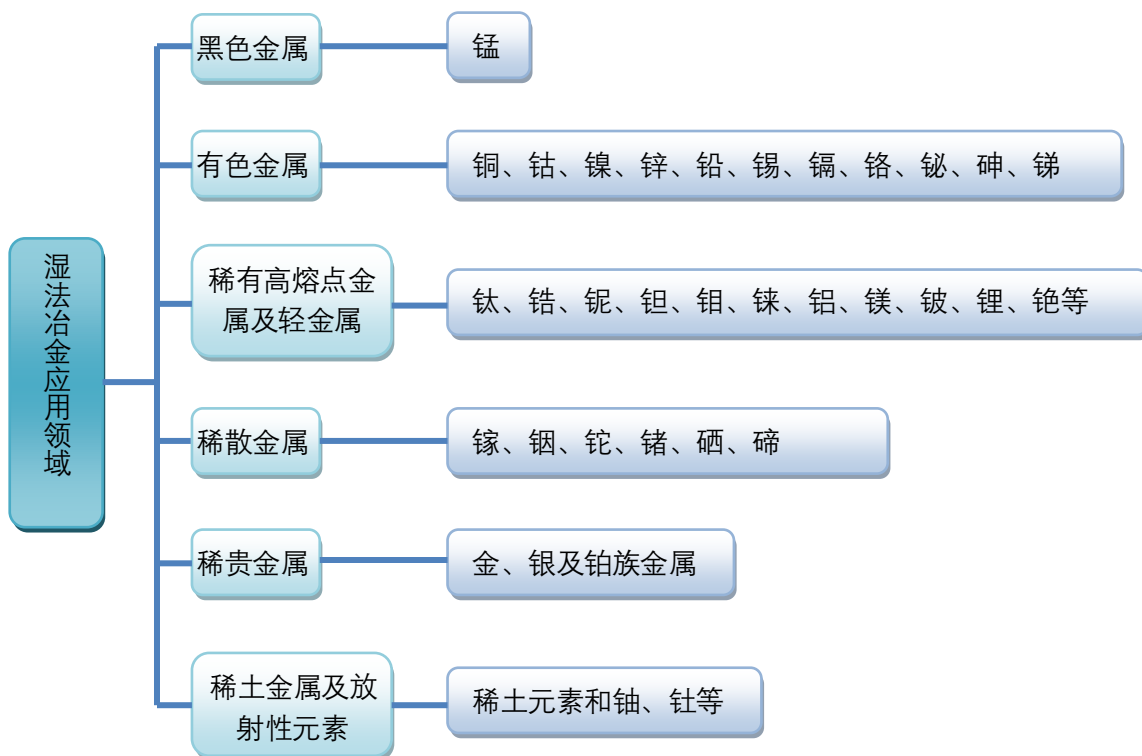 湿法冶金应用领域
黑色金属
锰
有色金属
铜、钴、镍、锌、铅、锡、镉、铬、铋、砷、锑
稀有高熔点金
属及轻金属
钛、锆、铌、钽、钼、铼、铝、镁、铍、锂、铯等
稀散金属
镓、铟、铊、锗、硒、碲
稀贵金属
金、银及铂族金属
稀土金属及放
射性元素
稀土元素和铀、钍等